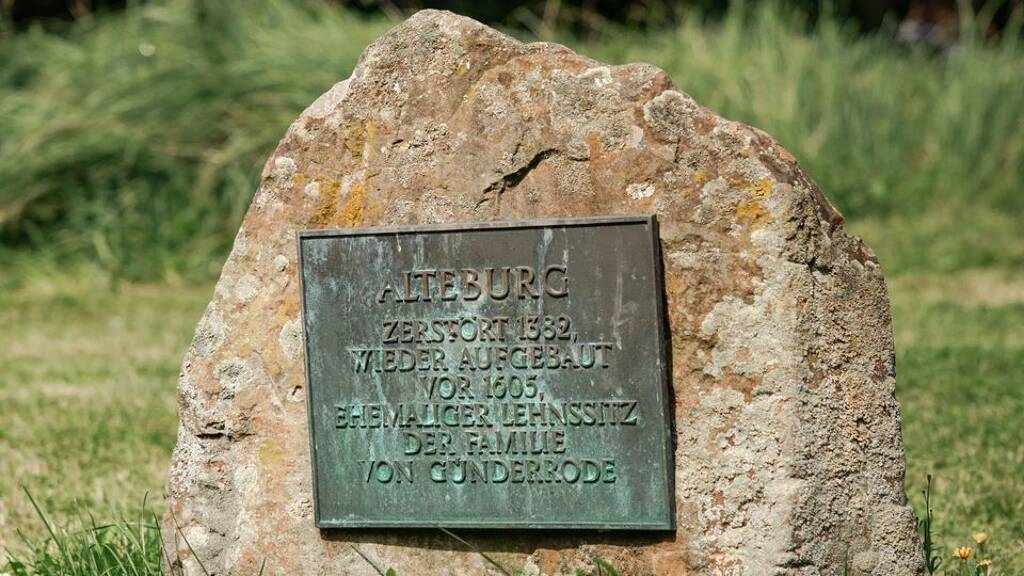 ALTEBURG
ZERSTÖRT 1382,
WIEDER AUFGEBAUT
VOR 1605,
EHEMALIGER LEHNSSITZ
DER FAMILIE
VON GÜNDERRODE